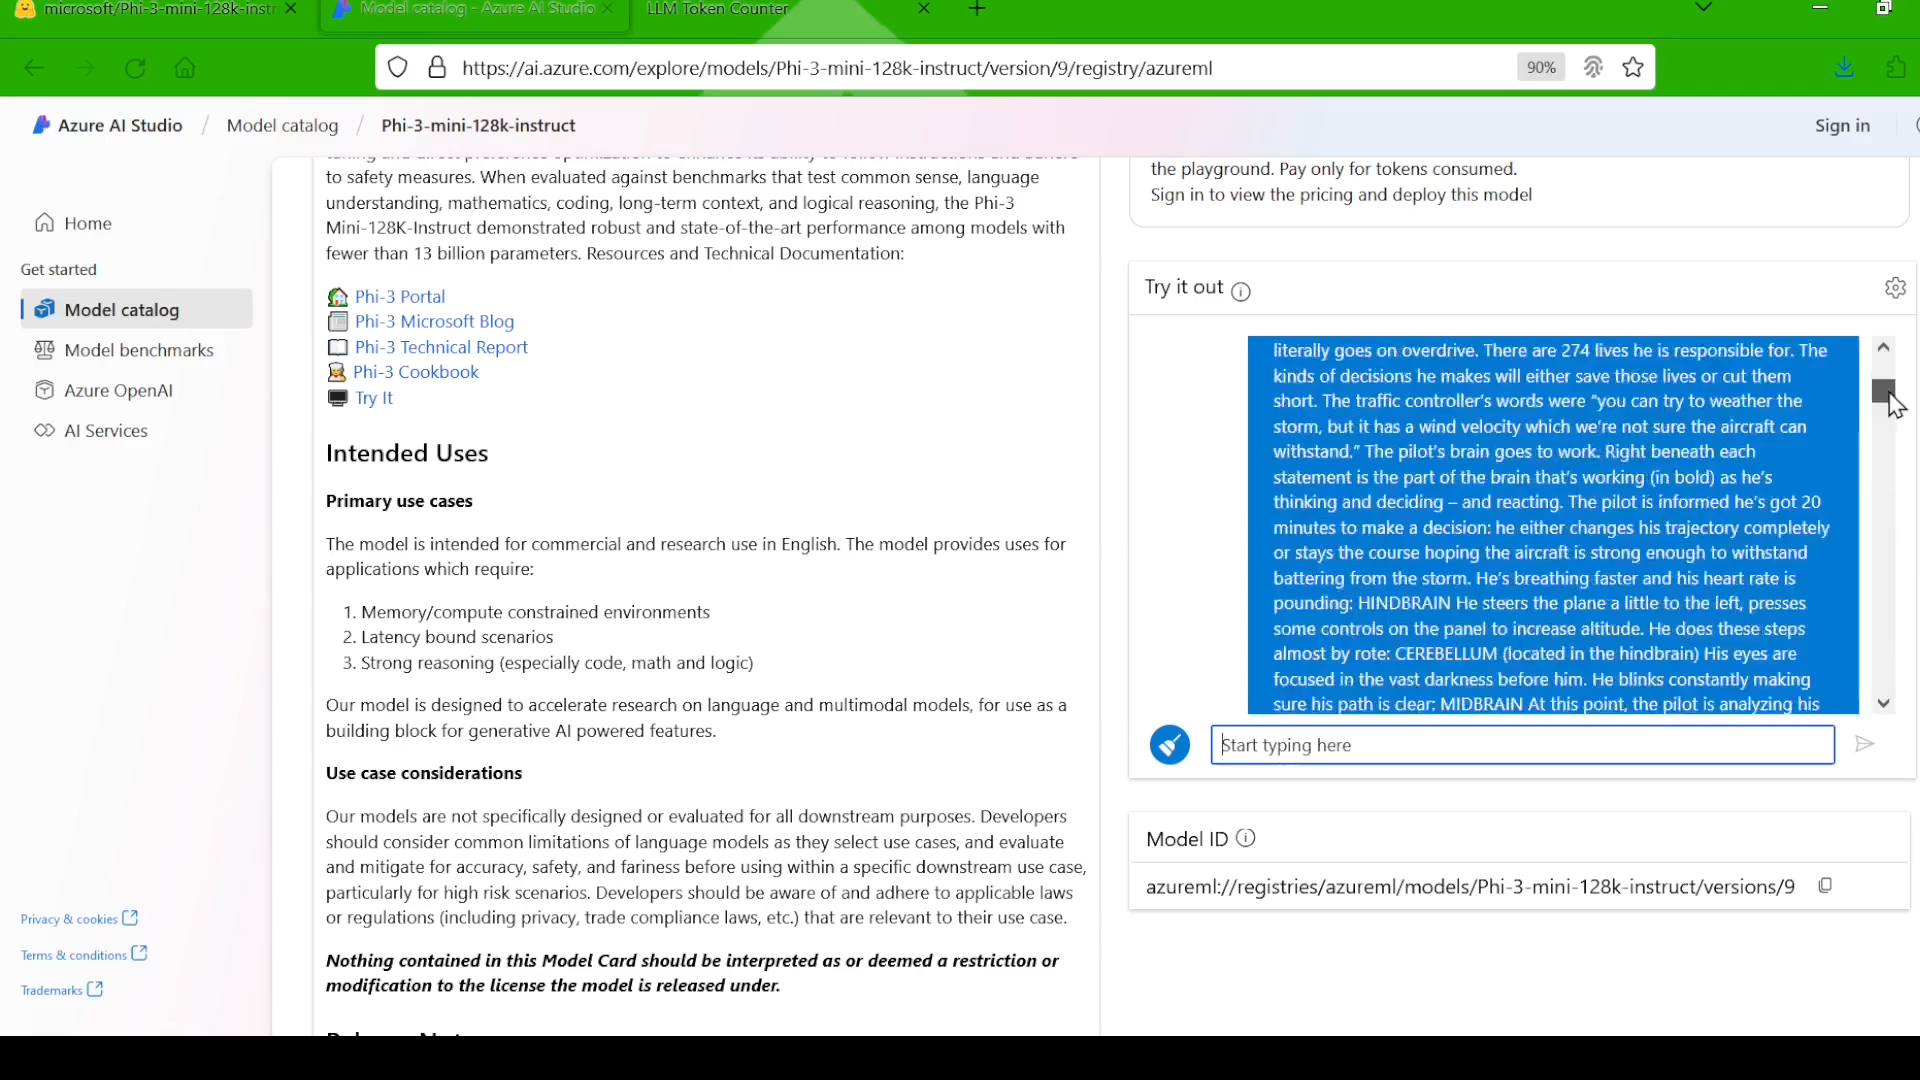 microsoft/Phi-3-mini-128k-instr
Model catalog - Azure AI Studio
LLM Token Counter
https://ai.azure.com/explore/models/Phi-3-mini-128k-instruct/version/9/registry/azureml
90%
Azure AI Studio / Model catalog / Phi-3-mini-128k-instruct
Sign in
Home
Get started
Model catalog
Model benchmarks
Azure OpenAI
AI Services
Privacy & cookies
Terms & conditions
Trademarks
to safety measures. When evaluated against benchmarks that test common sense, language
understanding, mathematics, coding, long-term context, and logical reasoning, the Phi-3
Mini-128K-Instruct demonstrated robust and state-of-the-art performance among models with
fewer than 13 billion parameters. Resources and Technical Documentation:
Phi-3 Portal
Phi-3 Microsoft Blog
Phi-3 Technical Report
Phi-3 Cookbook
Try It
Intended Uses
Primary use cases
The model is intended for commercial and research use in English. The model provides uses for
applications which require:
1. Memory/compute constrained environments
2. Latency bound scenarios
3. Strong reasoning (especially code, math and logic)
Our model is designed to accelerate research on language and multimodal models, for use as a
building block for generative AI powered features.
Use case considerations
Our models are not specifically designed or evaluated for all downstream purposes. Developers
should consider common limitations of language models as they select use cases, and evaluate
and mitigate for accuracy, safety, and fariness before using within a specific downstream use case,
particularly for high risk scenarios. Developers should be aware of and adhere to applicable laws
or regulations (including privacy, trade compliance laws, etc.) that are relevant to their use case.
Nothing contained in this Model Card should be interpreted as or deemed a restriction or
modification to the license the model is released under.
the playground. Pay only for tokens consumed.
Sign in to view the pricing and deploy this model
Try it out
literally goes on overdrive. There are 274 lives he is responsible for. The
kinds of decisions he makes will either save those lives or cut them
short. The traffic controller's words were “you can try to weather the
storm, but it has a wind velocity which we're not sure the aircraft can
withstand.” The pilot's brain goes to work. Right beneath each
statement is the part of the brain that's working (in bold) as he's
thinking and deciding – and reacting. The pilot is informed he's got 20
minutes to make a decision: he either changes his trajectory completely
or stays the course hoping the aircraft is strong enough to withstand
battering from the storm. He's breathing faster and his heart rate is
pounding: HINDBRAIN He steers the plane a little to the left, presses
some controls on the panel to increase altitude. He does these steps
almost by rote: CEREBELLUM (located in the hindbrain) His eyes are
focused in the vast darkness before him. He blinks constantly making
sure his path is clear: MIDBRAIN At this point, the pilot is analyzing his
Start typing here
Model ID
azureml://registries/azureml/models/Phi-3-mini-128k-instruct/versions/9